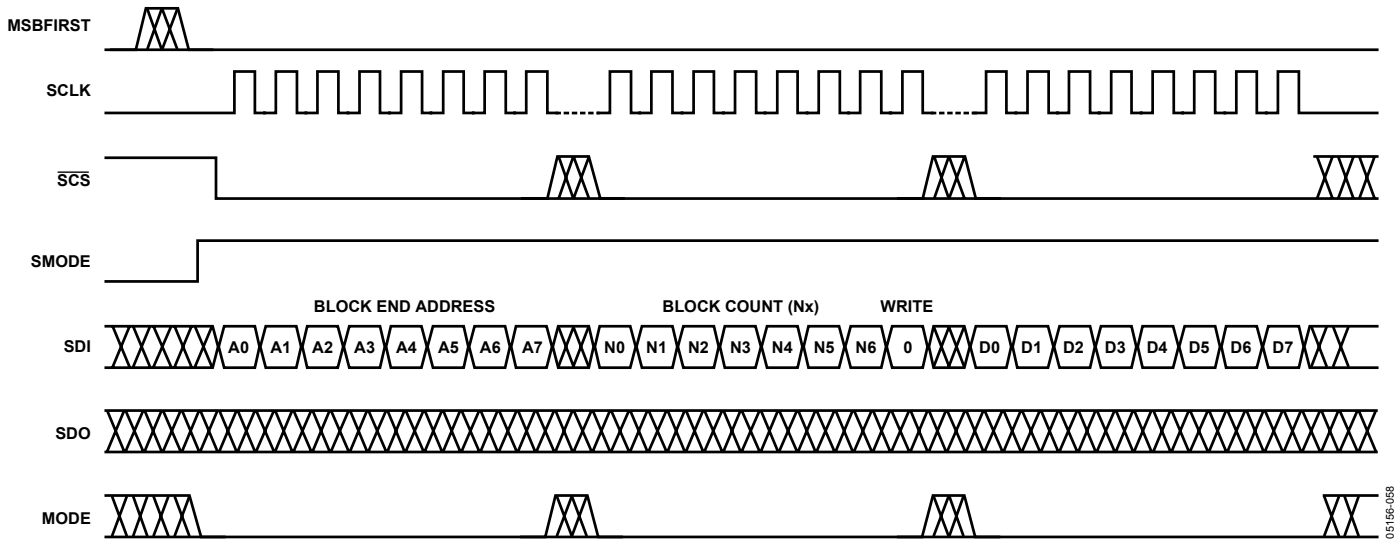 MSBFIRST
SCLK
SCS
SMODE
BLOCK END ADDRESS BLOCK COUNT (Nx) WRITE
SDI A0 A1 A2 A3 A4 A5 A6 A7 N0 N1 N2 N3 N4 N5 N6 0 D0 D1 D2 D3 D4 D5 D6 D7
SDO
MODE
05156-058